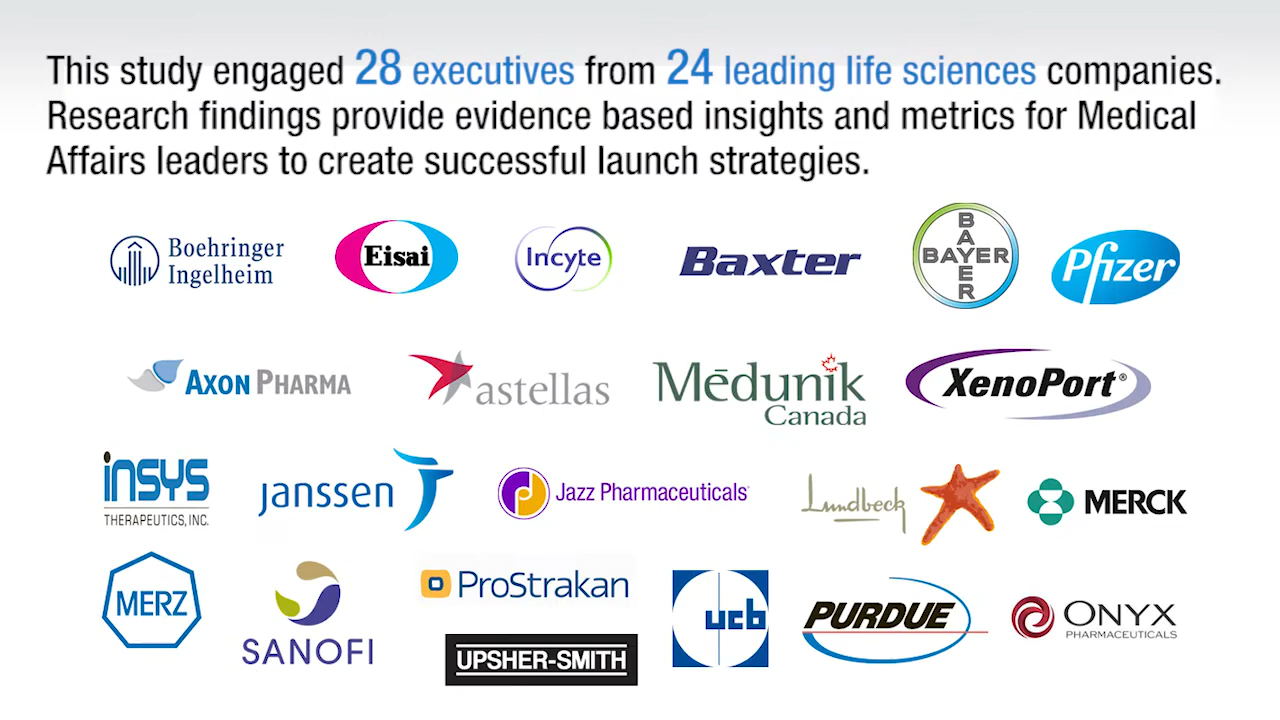 This study engaged 28 executives from 24 leading life sciences companies.
Research findings provide evidence based insights and metrics for Medical
Affairs leaders to create successful launch strategies.
Boehringer
Ingelheim
Eisai
Incyte
Baxter
BAYER
BAYER
Pfizer
AXON PHARMA
astellas
Mēdunik
Canada
XenoPort®
insys
THERAPEUTICS, INC.
janssen
Jazz Pharmaceuticals
Lundbeck
MERCK
MERZ
SANOFI
ProStrakan
UPSHER-SMITH
ucb
PURDUE
ONYX
PHARMACEUTICALS